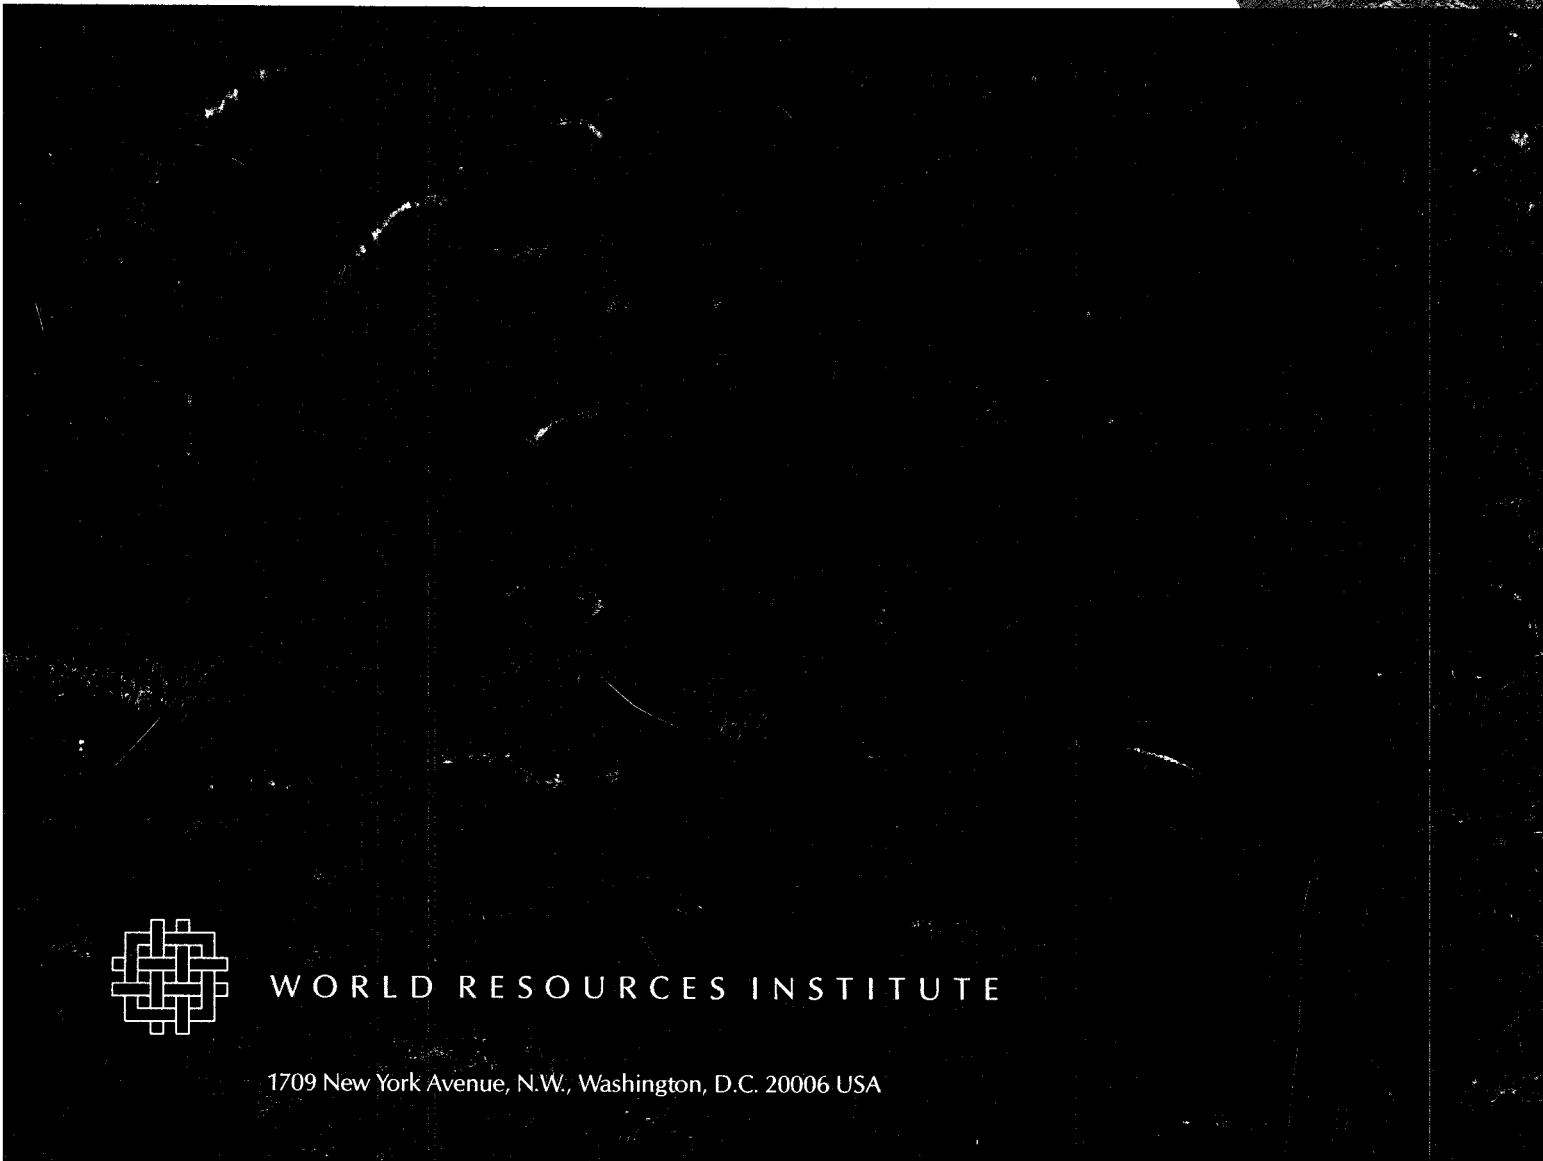 WORLD RESOURCES INSTITUTE
1709 New York Avenue, N.W., Washington, D.C. 20006 USA